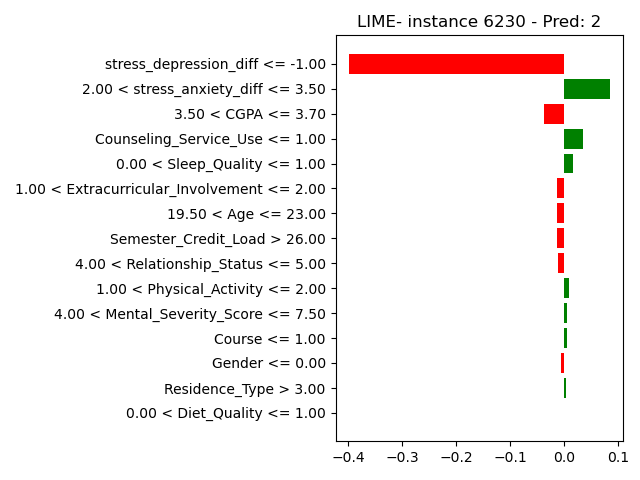 LIME- instance 6230 - Pred: 2
stress_depression_diff <= -1.00
2.00 < stress_anxiety_diff <= 3.50
3.50 < CGPA <= 3.70
Counseling_Service_Use <= 1.00
0.00 < Sleep_Quality <= 1.00
1.00 < Extracurricular_Involvement <= 2.00
19.50 < Age <= 23.00
Semester_Credit_Load > 26.00
4.00 < Relationship_Status <= 5.00
1.00 < Physical_Activity <= 2.00
4.00 < Mental_Severity_Score <= 7.50
Course <= 1.00
Gender <= 0.00
Residence_Type > 3.00
0.00 < Diet_Quality <= 1.00
−0.4 −0.3 −0.2 −0.1 0.0 0.1